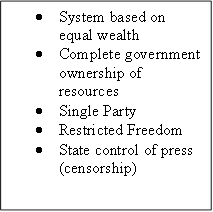 ● System based on
equal wealth
● Complete government
ownership of
resources
● Single Party
● Restricted Freedom
● State control of press
(censorship)